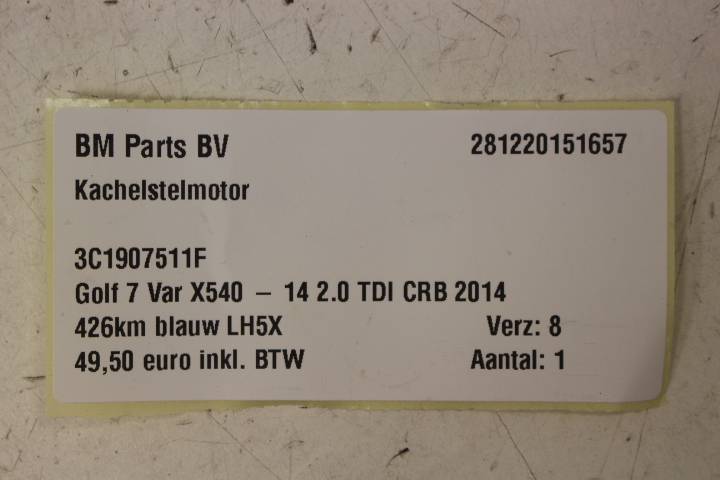 BM Parts BV 281220151657
Kachelstelmotor
3C1907511F
Golf 7 Var X540 – 14 2.0 TDI CRB 2014
426km blauw LH5X Verz: 8
49,50 euro inkl. BTW Aantal: 1